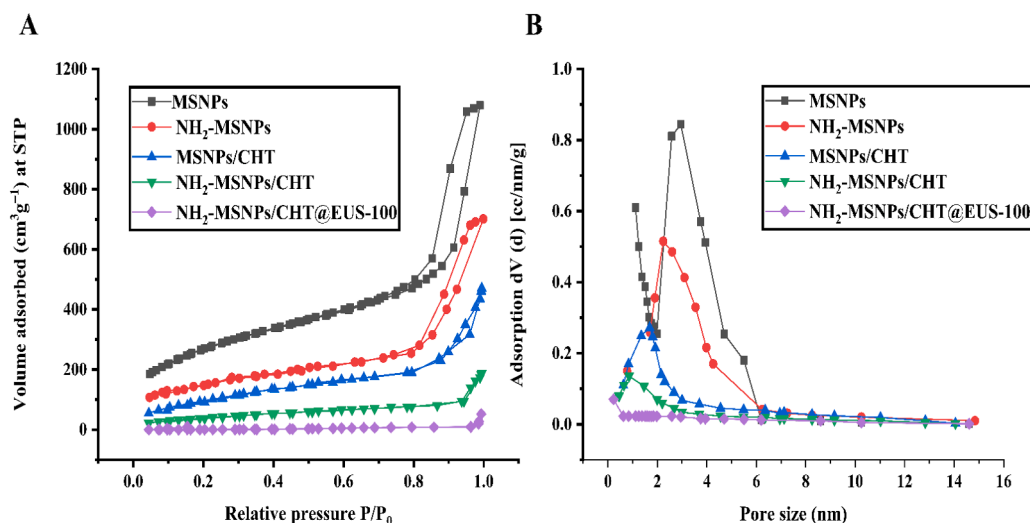 A
Volume adsorbed (cm³g⁻¹) at STP
1200
1000
800
600
400
200
0
MSNPs
NH₂-MSNPs
MSNPs/CHT
NH₂-MSNPs/CHT
NH₂-MSNPs/CHT@EUS-100
0.0 0.2 0.4 0.6 0.8 1.0
Relative pressure P/P₀
B
Adsorption dV (d) [cc/nm/g]
1.0
0.8
0.6
0.4
0.2
0.0
MSNPs
NH₂-MSNPs
MSNPs/CHT
NH₂-MSNPs/CHT
NH₂-MSNPs/CHT@EUS-100
0 2 4 6 8 10 12 14 16
Pore size (nm)